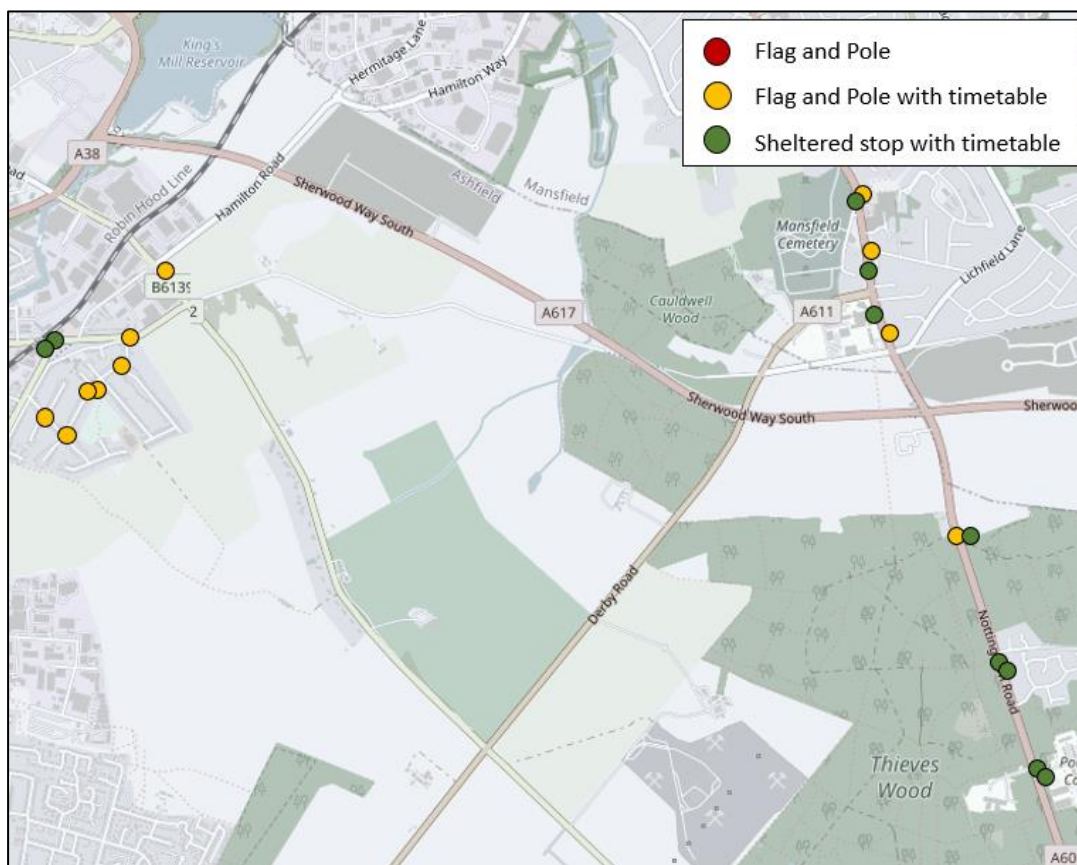 King's
Mill Reservoir
Hermitage Lane
Hamilton Way
Flag and Pole
Flag and Pole with timetable
Sheltered stop with timetable
A38
Robin Hood Line
Hamilton Road
Sherwood Way South
Ashfield
Mansfield
Mansfield
Cemetery
Lichfield Lane
B6139
2
A617
Cauldwell
Wood
A611
Sherwood Way South
Sherwoo
Derby Road
Road
Thieves
Wood
A60